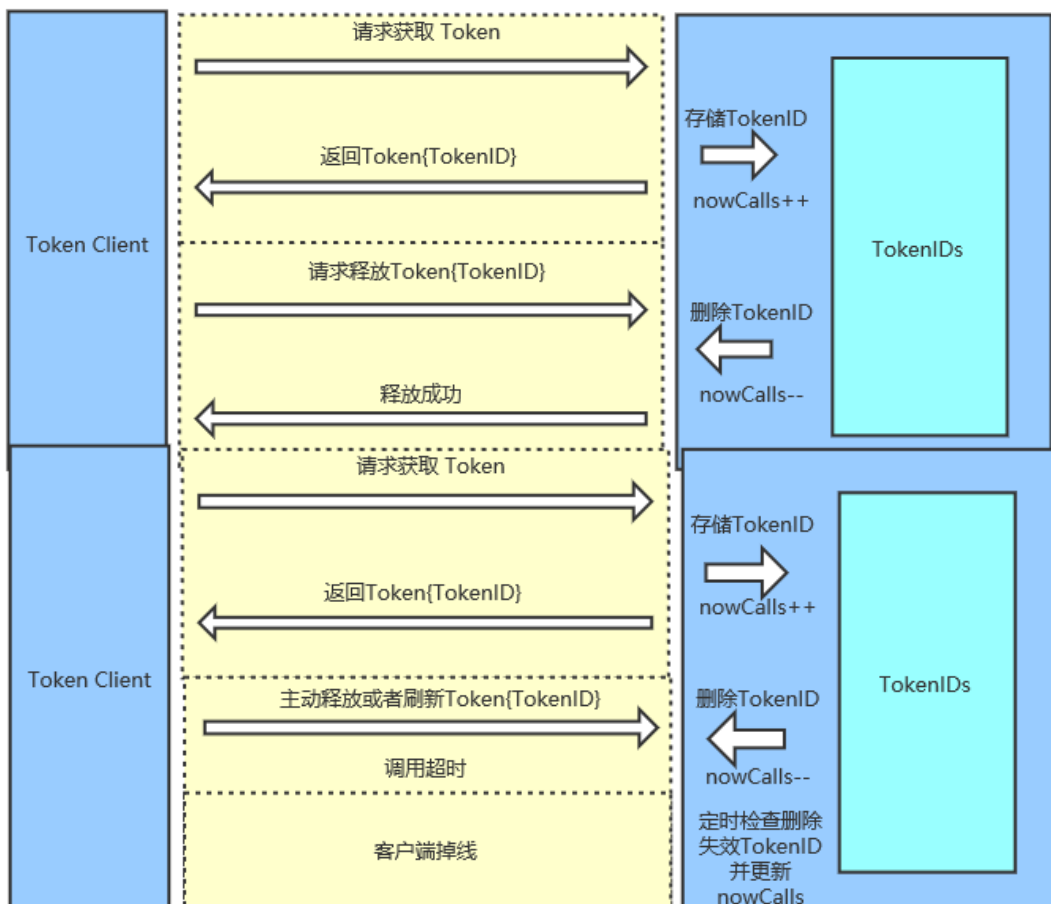 请求获取 Token
存储TokenID
返回Token{TokenID}
nowCalls++
Token Client
TokenIDs
请求释放Token{TokenID}
删除TokenID
释放成功
nowCalls--
请求获取 Token
存储TokenID
返回Token{TokenID}
nowCalls++
Token Client
TokenIDs
主动释放或者刷新Token{TokenID}
删除TokenID
调用超时
nowCalls--
客户端掉线
定时检查删除
失效TokenID
并更新
nowCalls